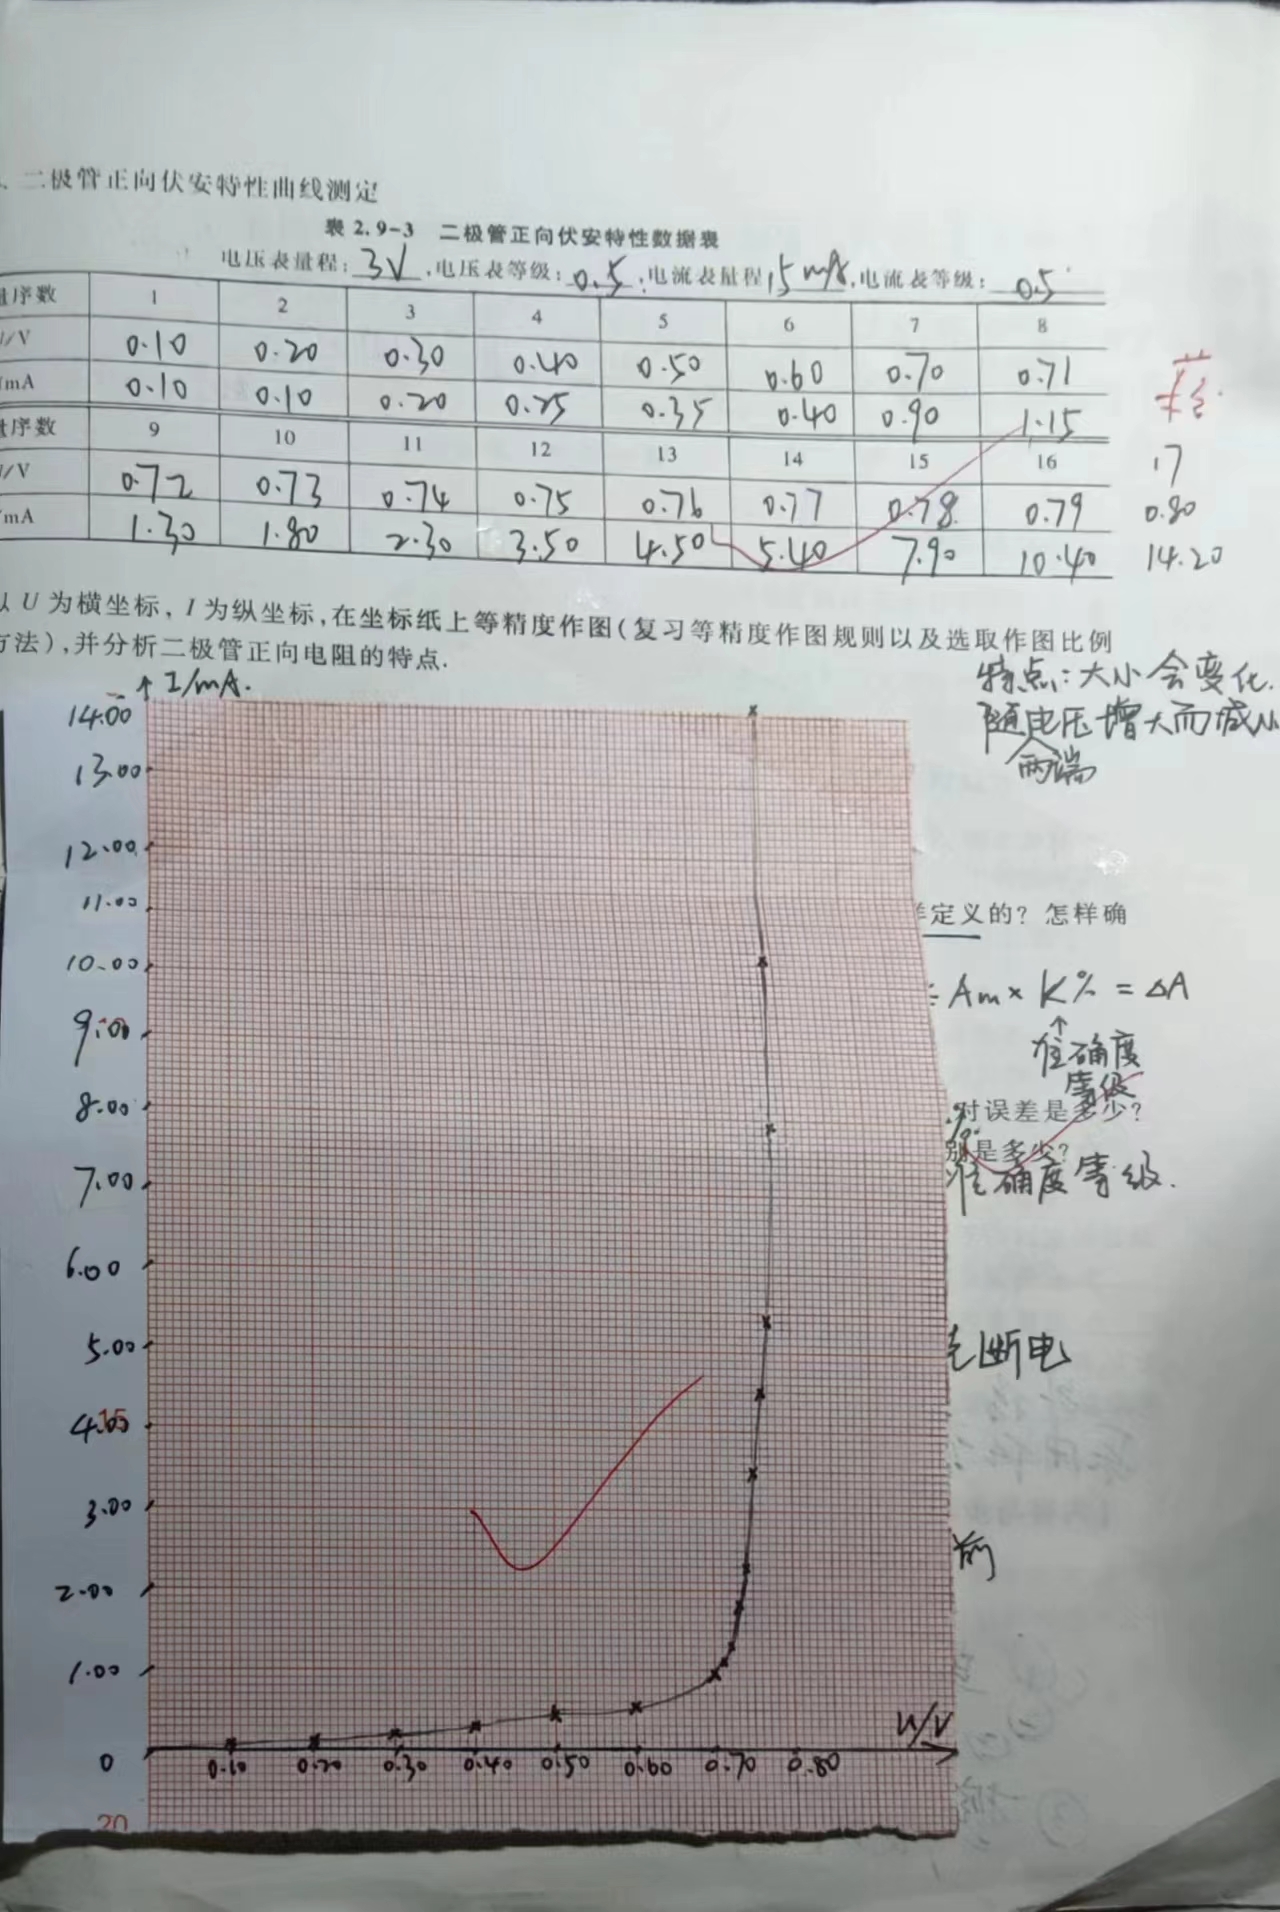 . 二极管正向伏安特性曲线测定
表 2.9-3 二极管正向伏安特性数据表
电压表量程: 3V ,电压表等级: 0.5 ,电流表量程 15mA,电流表等级: 0.5
量序数 1 2 3 4 5 6 7 8
U/V 0.10 0.20 0.30 0.40 0.50 0.60 0.70 0.71
/mA 0.10 0.10 0.20 0.25 0.35 0.40 0.90 1.15
量序数 9 10 11 12 13 14 15 16 17
U/V 0.72 0.73 0.74 0.75 0.76 0.77 0.78 0.79 0.80
/mA 1.30 1.80 2.30 3.50 4.50 5.40 7.90 10.40 14.20
以 U 为横坐标, I 为纵坐标,在坐标纸上等精度作图(复习等精度作图规则以及选取作图比例
方法),并分析二极管正向电阻的特点.
特点:大小会变化.
随电压增大而减小
两端
I/mA.
14.00
13.00
12.00
11.00
10.00
9.00
8.00
7.00
6.00
5.00
4.00
3.00
2.00
1.00
0
0.10 0.20 0.30 0.40 0.50 0.60 0.70 0.80
U/V
20
样定义的? 怎样确
= Am × K% = ΔA
↑
准确度
等级
对误差是多少?
别是多少?
准确度等级.
先断电
前